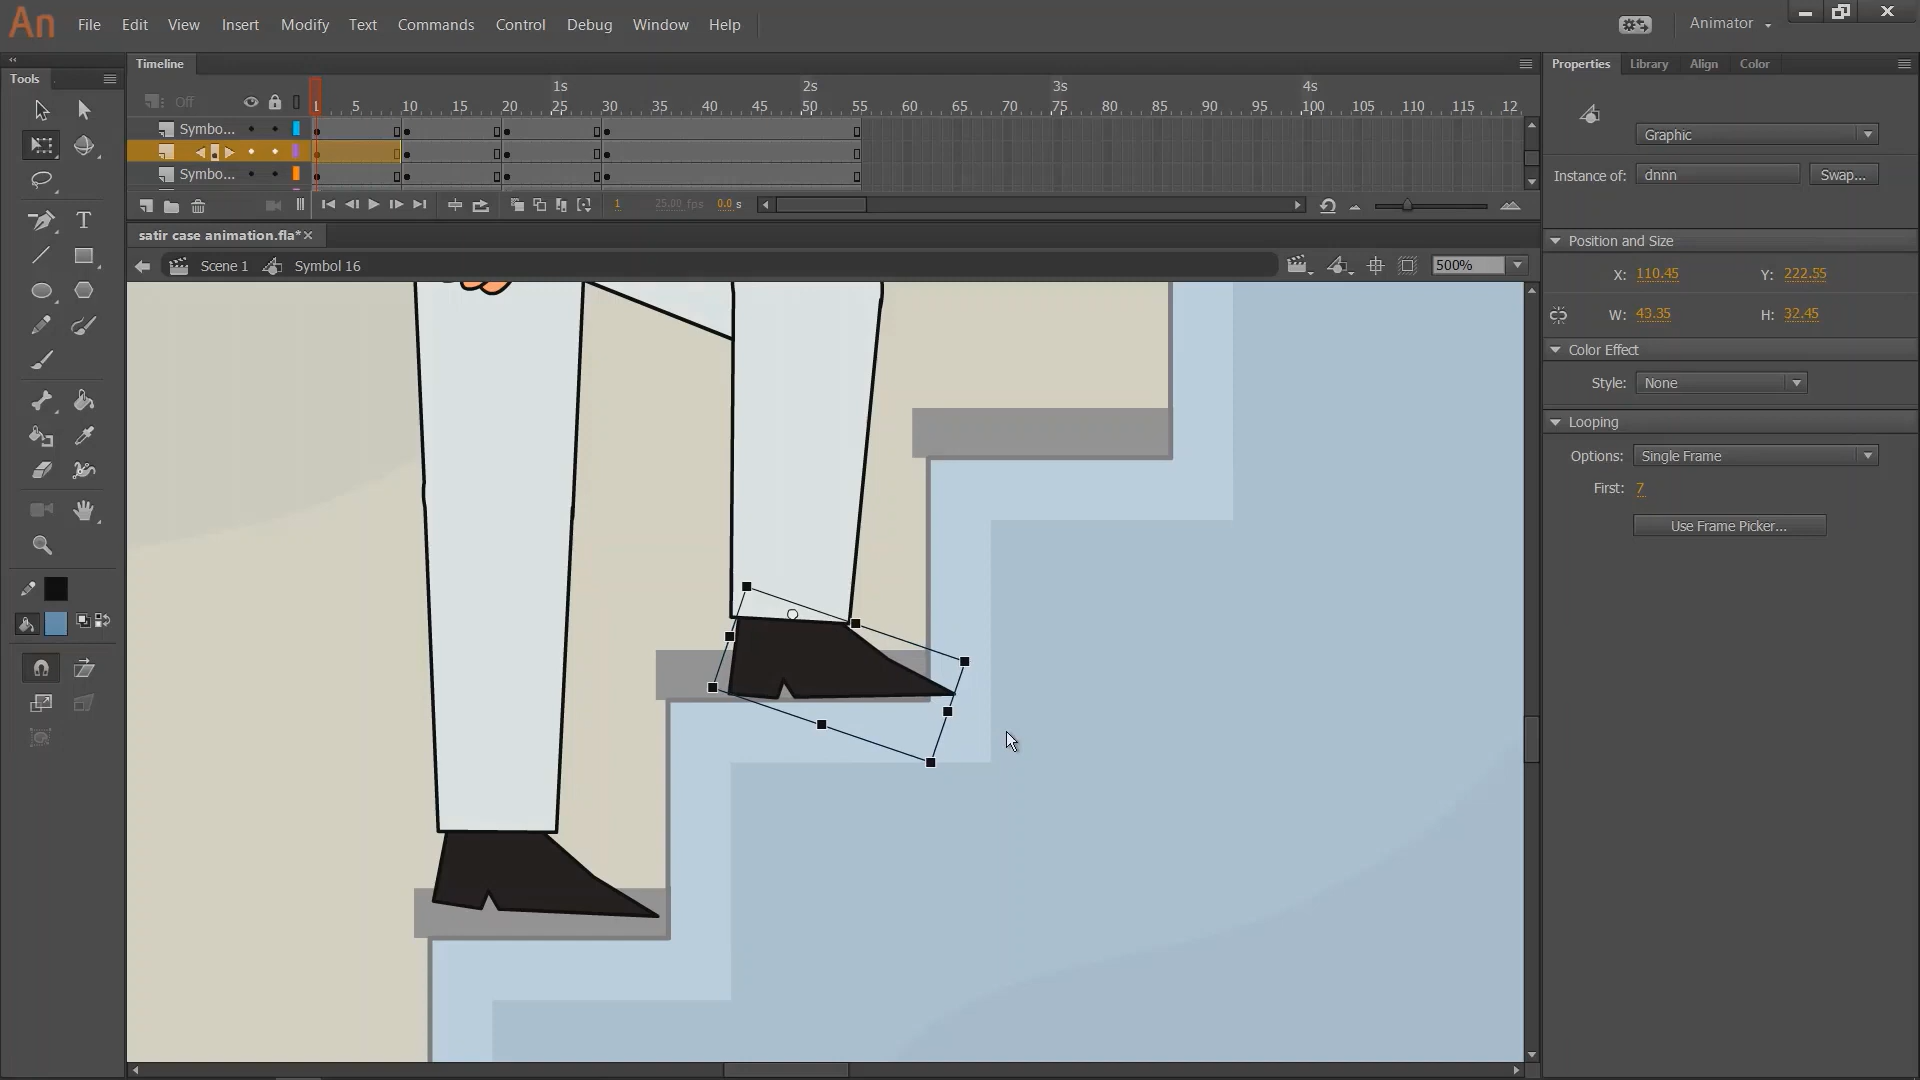 An File Edit View Insert Modify Text Commands Control Debug Window Help Animator
Tools Timeline Properties Library Align Color
1s 2s 3s 4s
Off 1 5 10 15 20 25 30 35 40 45 50 55 60 65 70 75 80 85 90 95 100 105 110 115 12
Symbo...
Symbo...
Graphic
Instance of: dnnn Swap...
1 25.00 fps 0.0 s
satir case animation.fla* ×
Scene 1 Symbol 16 500%
Position and Size
X: 110.45 Y: 222.55
W: 43.35 H: 32.45
Color Effect
Style: None
Looping
Options: Single Frame
First: 7
Use Frame Picker...
T